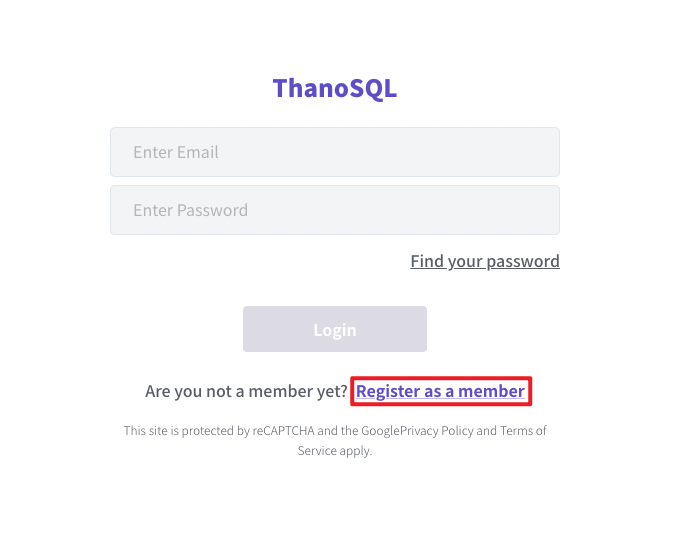 ThanoSQL
Enter Email
Enter Password
Find your password
Login
Are you not a member yet? Register as a member
This site is protected by reCAPTCHA and the GooglePrivacy Policy and Terms of
Service apply.